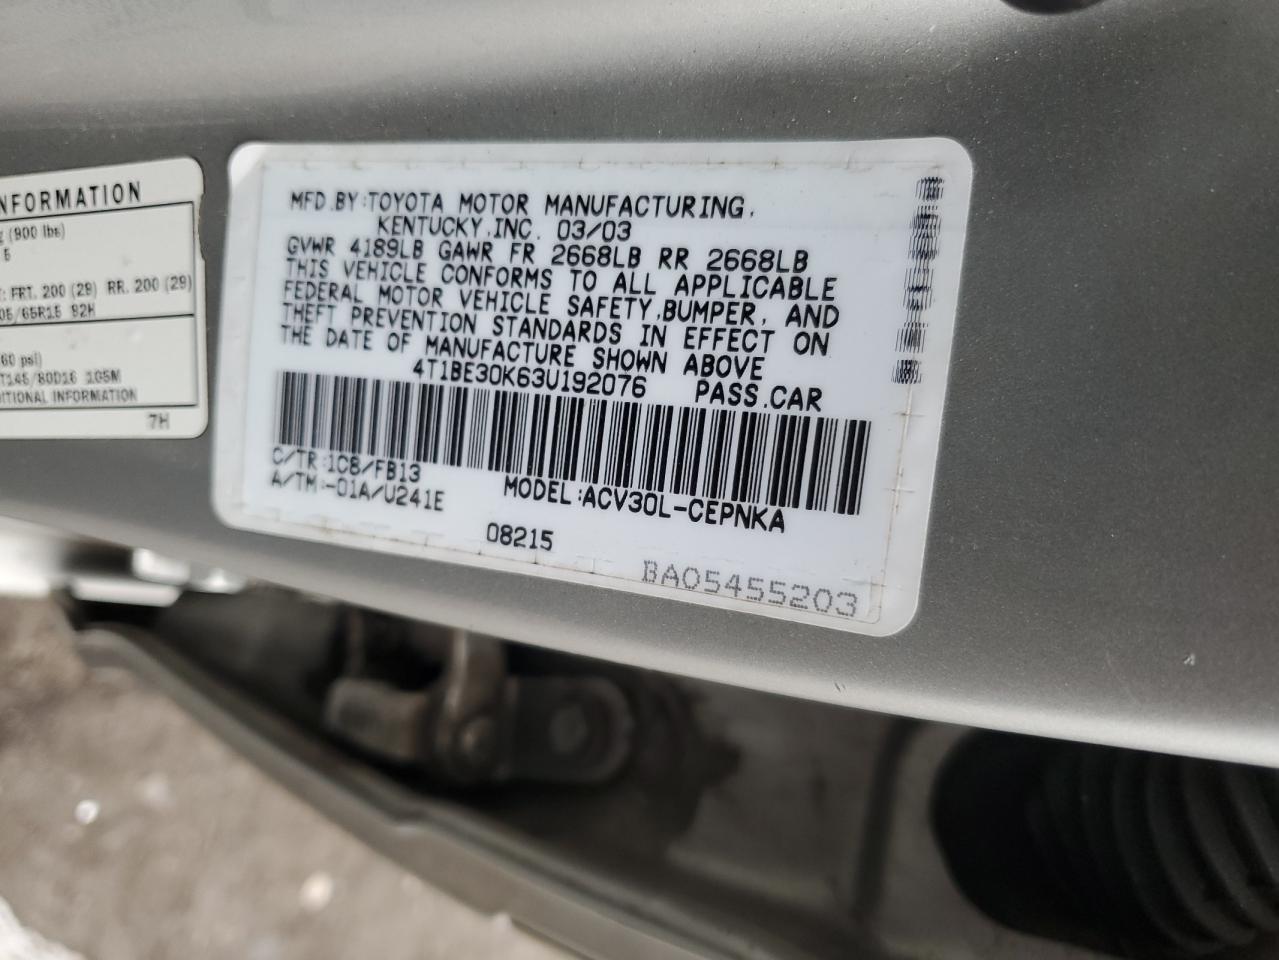 NFORMATION
(900 lbs)
5
FRT. 200 (29) RR. 200 (29)
05/65R15 92H
60 psi)
T145/80D16 105M
ITIONAL INFORMATION
7H
MFD.BY:TOYOTA MOTOR MANUFACTURING,
KENTUCKY,INC. 03/03
GVWR 4189LB GAWR FR 2668LB RR 2668LB
THIS VEHICLE CONFORMS TO ALL APPLICABLE
FEDERAL MOTOR VEHICLE SAFETY,BUMPER, AND
THEFT PREVENTION STANDARDS IN EFFECT ON
THE DATE OF MANUFACTURE SHOWN ABOVE
4T1BE30K63U192076 PASS.CAR
C/TR:1C8/FB13
A/TM:-01A/U241E
MODEL:ACV30L-CEPNKA
08215
BA05455203